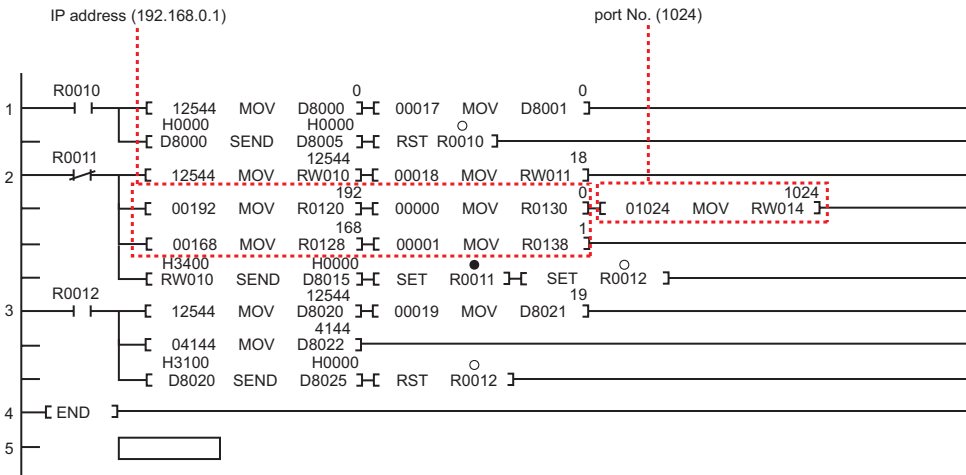 IP address (192.168.0.1) port No. (1024)
R0010 0 0
1 12544 MOV D8000 00017 MOV D8001
H0000 H0000
D8000 SEND D8005 RST R0010
R0011 12544 18
2 12544 MOV RW010 00018 MOV RW011
192 0 1024
00192 MOV R0120 00000 MOV R0130 01024 MOV RW014
168 1
00168 MOV R0128 00001 MOV R0138
H3400 H0000
RW010 SEND D8015 SET R0011 SET R0012
R0012 12544 19
3 12544 MOV D8020 00019 MOV D8021
4144
04144 MOV D8022
H3100 H0000
D8020 SEND D8025 RST R0012
4 END
5